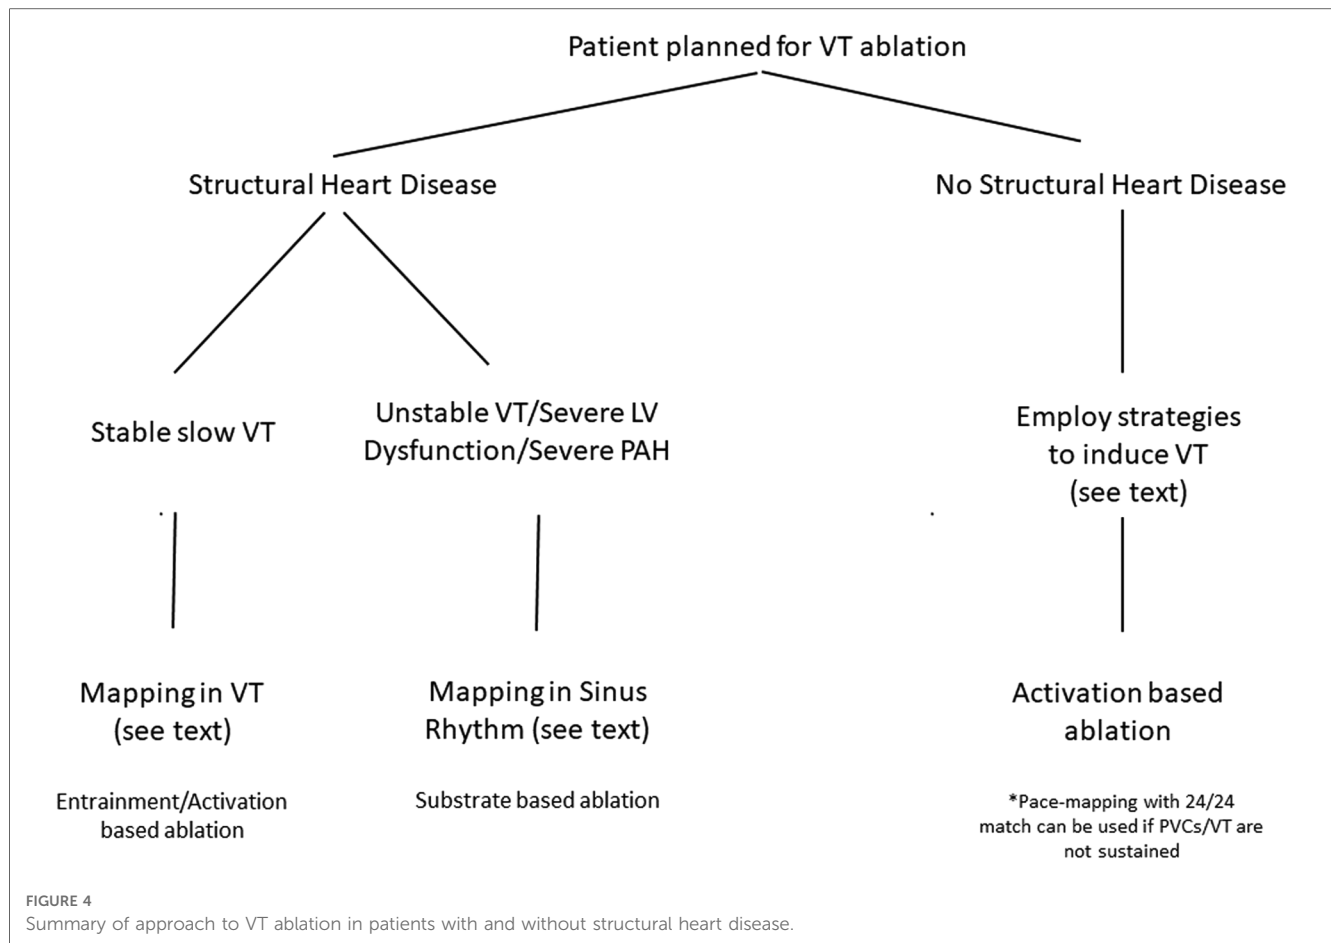 Patient planned for VT ablation
Structural Heart Disease
No Structural Heart Disease
Stable slow VT
Unstable VT/Severe LV
Dysfunction/Severe PAH
Employ strategies
to induce VT
(see text)
Mapping in VT
(see text)
Mapping in Sinus
Rhythm (see text)
Activation based
ablation
Entrainment/Activation
based ablation
Substrate based ablation
*Pace-mapping with 24/24
match can be used if PVCs/VT are
not sustained
FIGURE 4
Summary of approach to VT ablation in patients with and without structural heart disease.